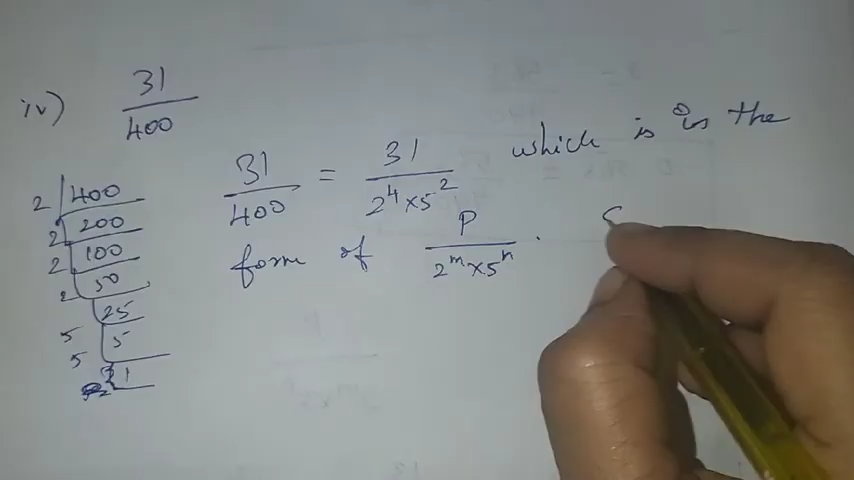 iv) 31/400
31/400 = 31/2^4×5^2 which is in the
form of P/2^m×5^n . S
2 | 400
2 | 200
2 | 100
2 | 50
5 | 25
5 | 5
1